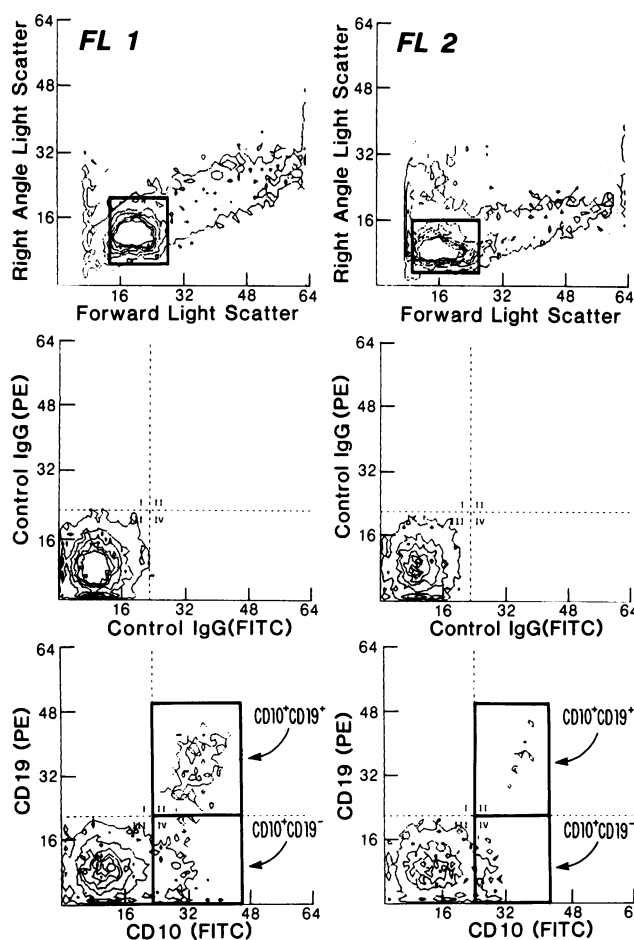 FL 1
64
48
32
16
16 32 48 64
Right Angle Light Scatter
Forward Light Scatter
FL 2
64
48
32
16
16 32 48 64
Right Angle Light Scatter
Forward Light Scatter
64
48
32
16
16 32 48 64
I II
IV
Control IgG (PE)
Control IgG(FITC)
64
48
32
16
16 32 48 64
I II
III IV
Control IgG (PE)
Control IgG(FITC)
64
48
32
16
16 32 48 64
I II
IV
CD10+CD19+
CD10+CD19-
CD19 (PE)
CD10 (FITC)
64
48
32
16
16 32 48 6
I II
IV
CD10+CD19+
CD10+CD19-
CD19 (PE)
CD10 (FITC)